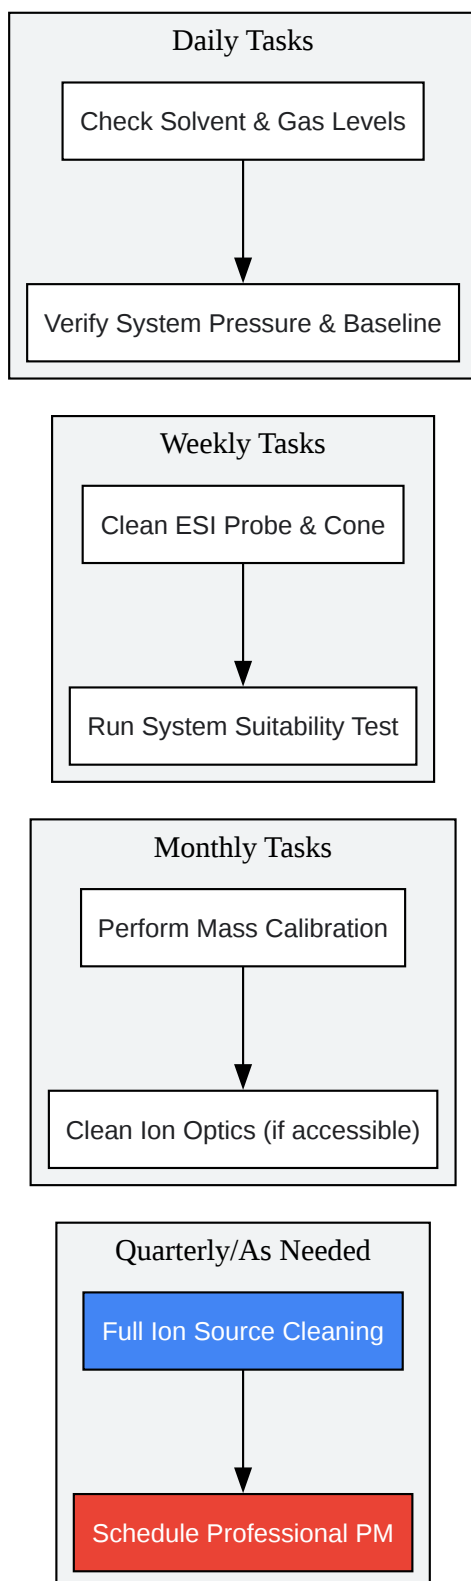 Daily Tasks
Check Solvent & Gas Levels
Verify System Pressure & Baseline
Weekly Tasks
Clean ESI Probe & Cone
Run System Suitability Test
Monthly Tasks
Perform Mass Calibration
Clean Ion Optics (if accessible)
Quarterly/As Needed
Full Ion Source Cleaning
Schedule Professional PM